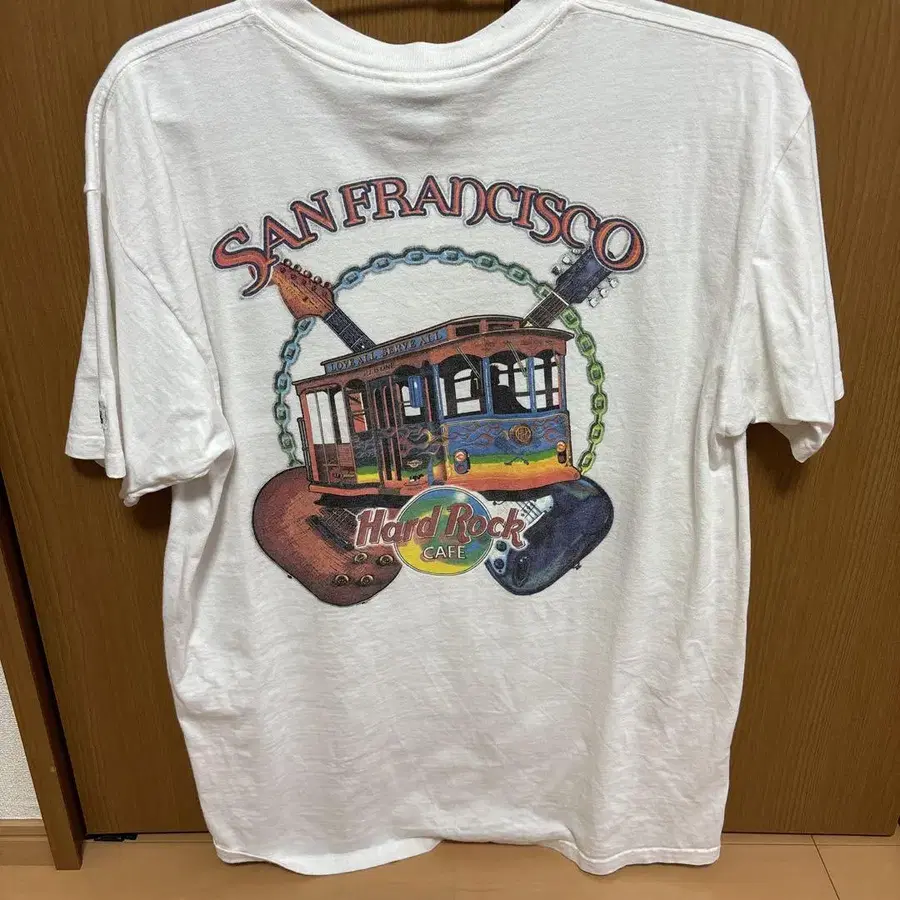 SAN FRANCISCO
LOVE ALL SERVE ALL
Hard Rock
CAFE